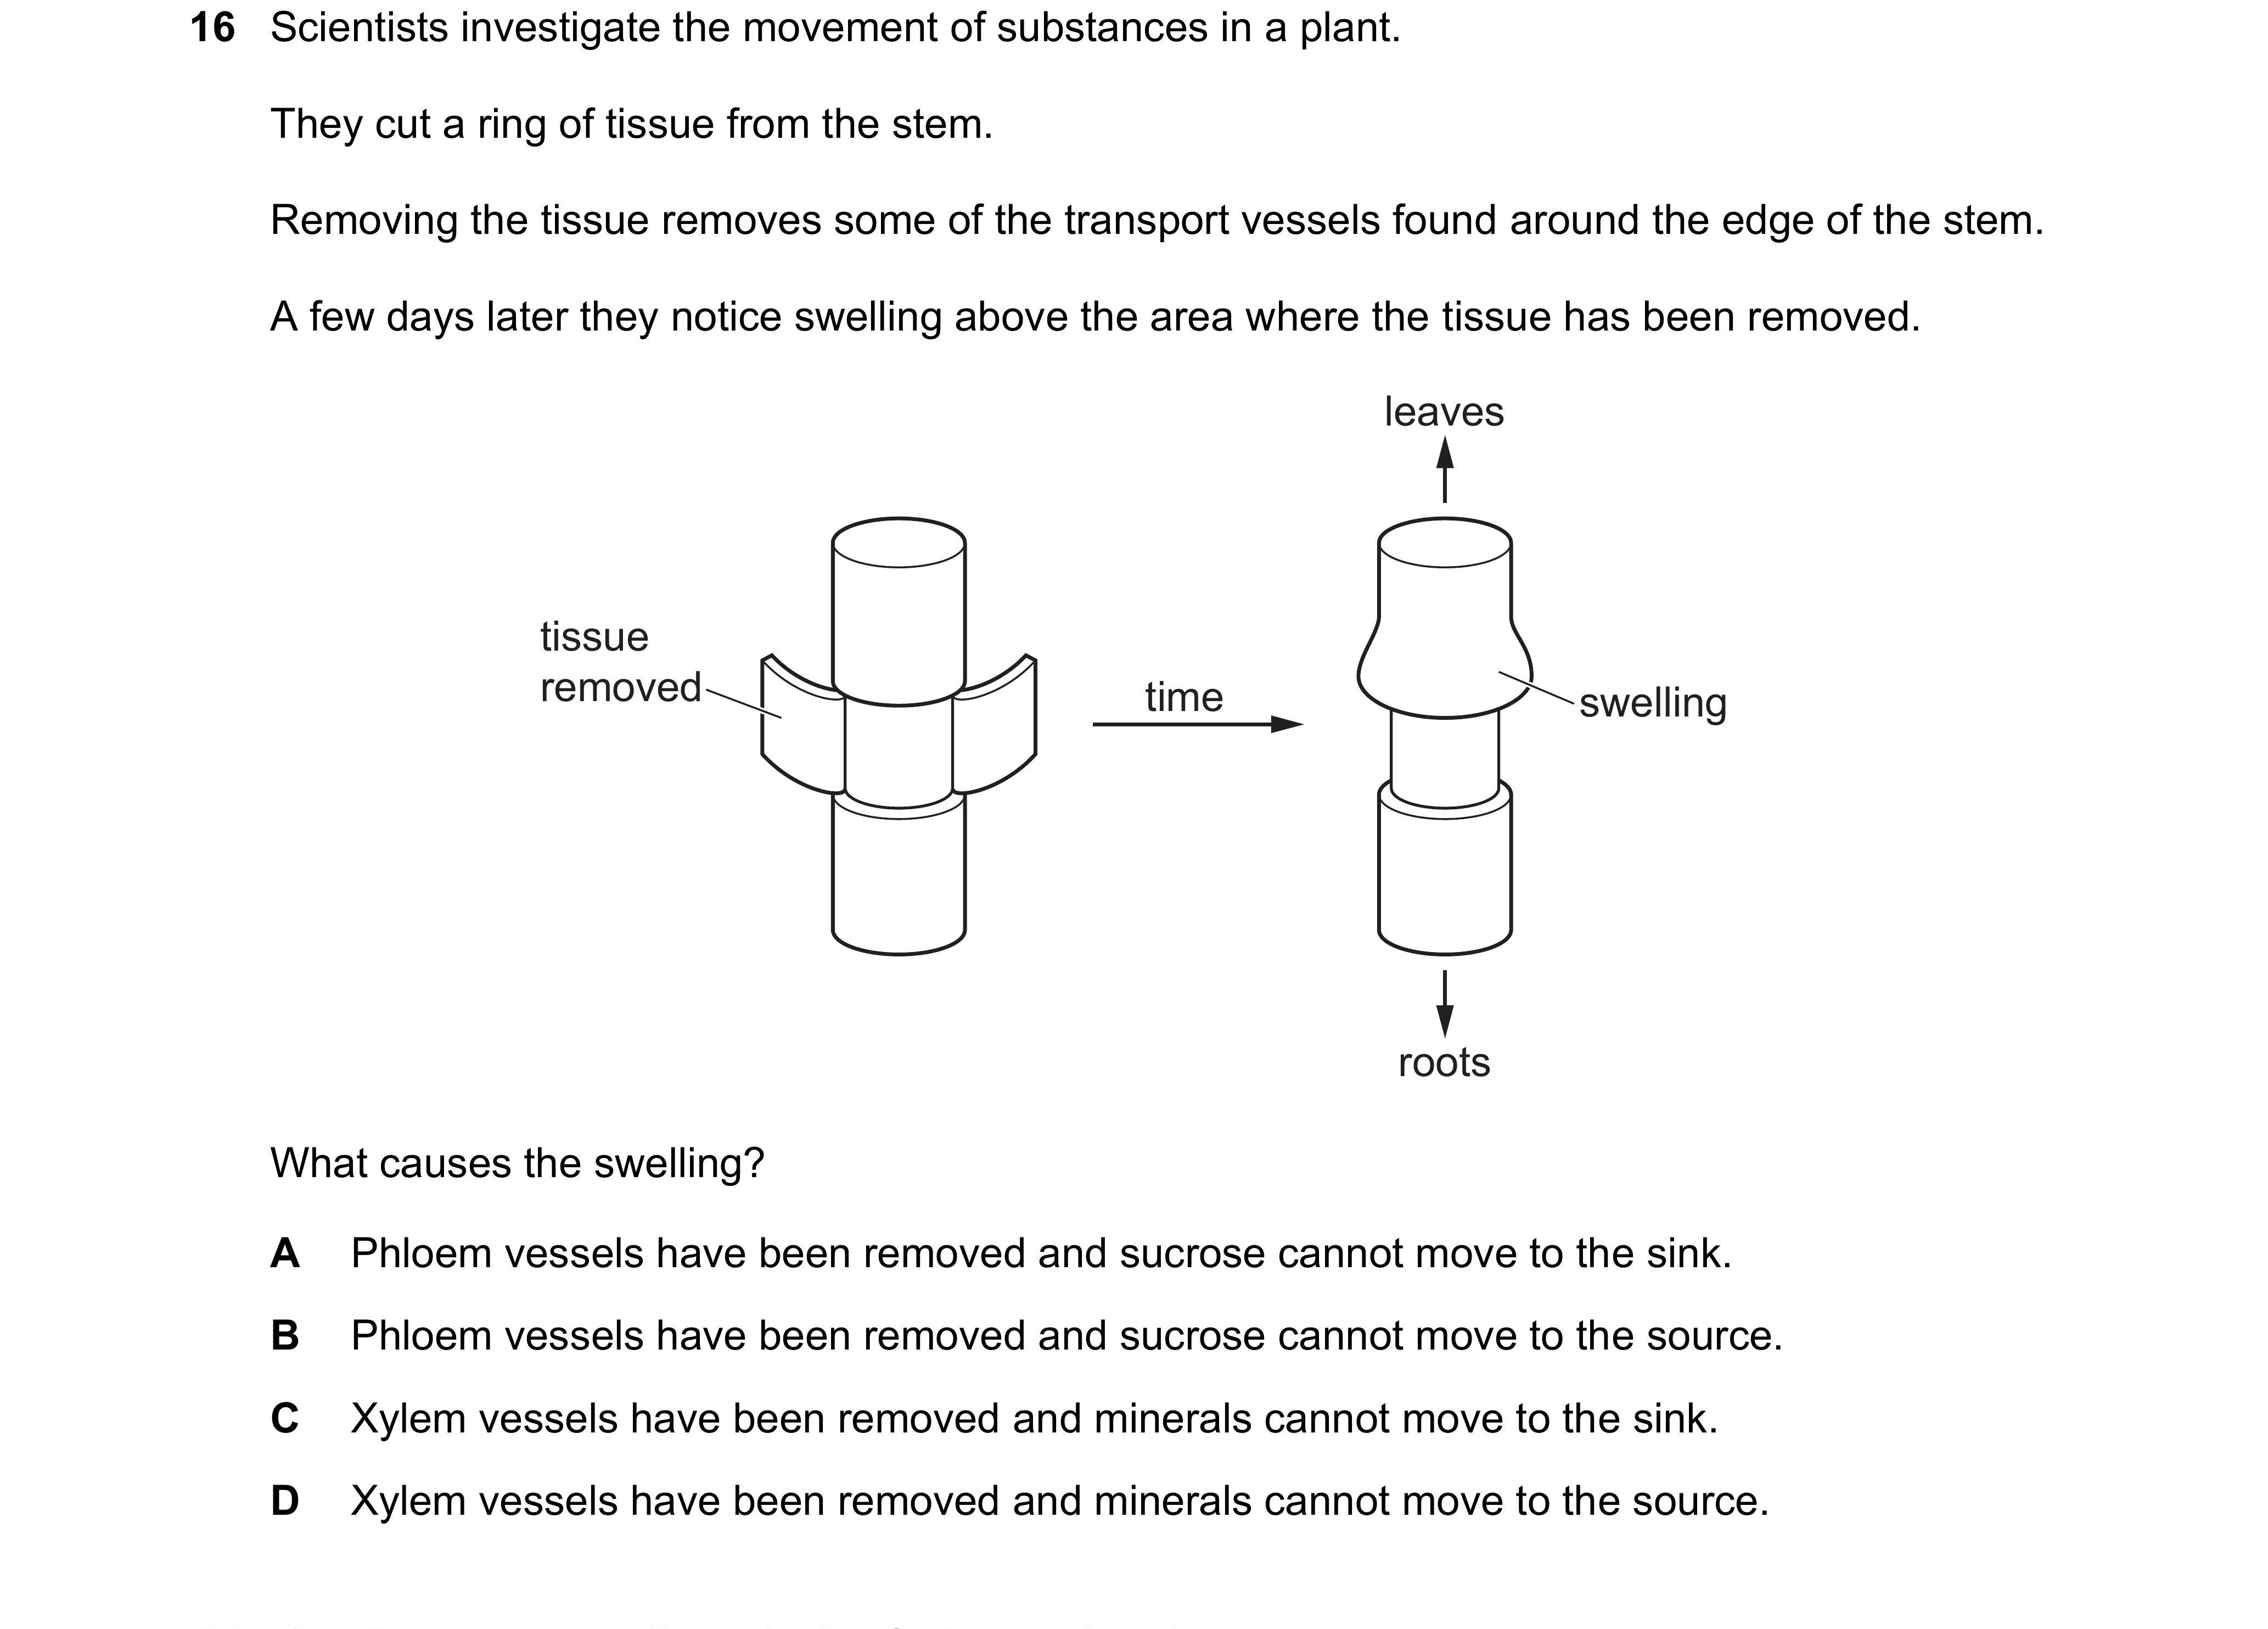 16 Scientists investigate the movement of substances in a plant.
They cut a ring of tissue from the stem.
Removing the tissue removes some of the transport vessels found around the edge of the stem.
A few days later they notice swelling above the area where the tissue has been removed.
leaves
tissue
removed
time
swelling
roots
What causes the swelling?
A Phloem vessels have been removed and sucrose cannot move to the sink.
B Phloem vessels have been removed and sucrose cannot move to the source.
C Xylem vessels have been removed and minerals cannot move to the sink.
D Xylem vessels have been removed and minerals cannot move to the source.